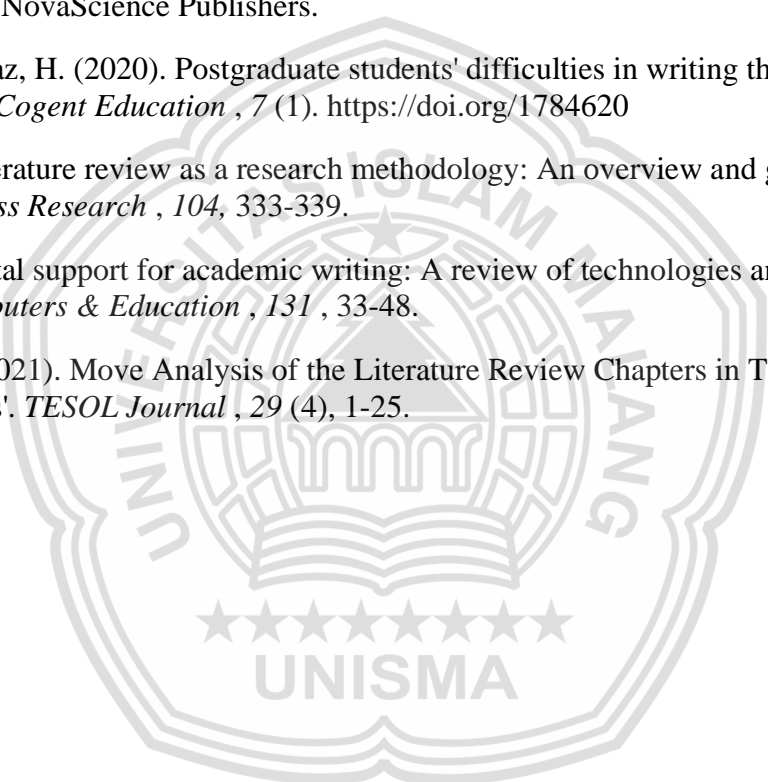 NovaScience Publishers.
az, H. (2020). Postgraduate students' difficulties in writing th
Cogent Education , 7 (1). https://doi.org/1784620
erature review as a research methodology: An overview and g
ss Research , 104, 333-339.
tal support for academic writing: A review of technologies an
puters & Education , 131 , 33-48.
021). Move Analysis of the Literature Review Chapters in T
s'. TESOL Journal , 29 (4), 1-25.
UNIVERSITAS ISLAM MALANG
UNISMA